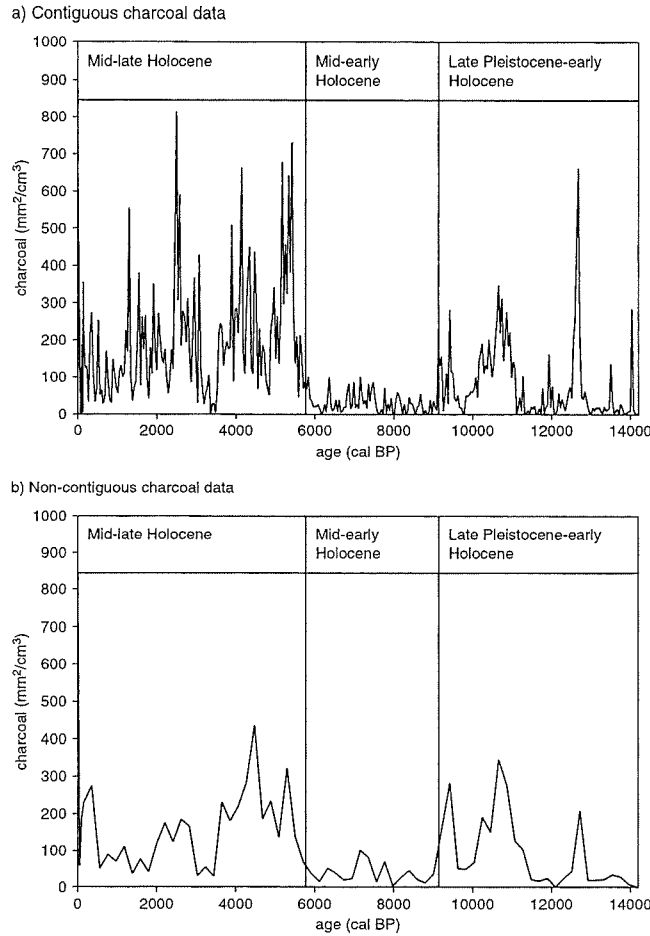 a) Contiguous charcoal data
1000
900
800
700
600
500
400
300
200
100
0
charcoal (mm²/cm³)
Mid-late Holocene
Mid-early
Holocene
Late Pleistocene-early
Holocene
0 2000 4000 6000 8000 10000 12000 14000
age (cal BP)
b) Non-contiguous charcoal data
1000
900
800
700
600
500
400
300
200
100
0
charcoal (mm²/cm³)
Mid-late Holocene
Mid-early
Holocene
Late Pleistocene-early
Holocene
0 2000 4000 6000 8000 10000 12000 14000
age (cal BP)